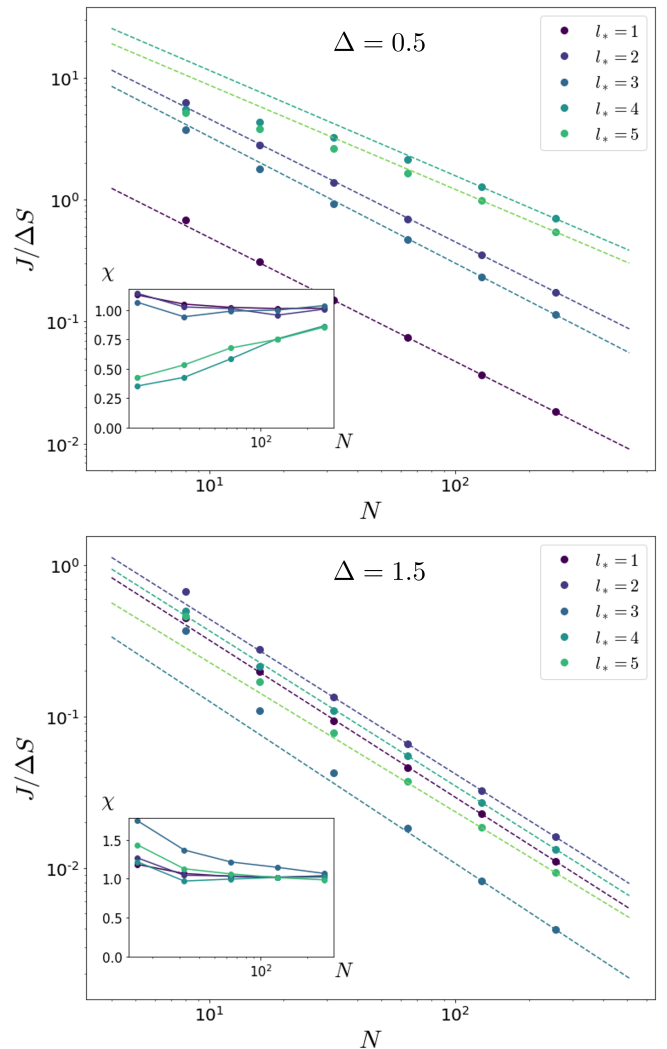 Δ = 0.5
l* = 1
l* = 2
l* = 3
l* = 4
l* = 5
J/ΔS
10¹
10⁰
10⁻¹
10⁻²
χ
1.00
0.75
0.50
0.25
0.00
10²
N
10¹
10²
N
Δ = 1.5
l* = 1
l* = 2
l* = 3
l* = 4
l* = 5
J/ΔS
10⁰
10⁻¹
10⁻²
χ
1.5
1.0
0.5
0.0
10²
N
10¹
10²
N